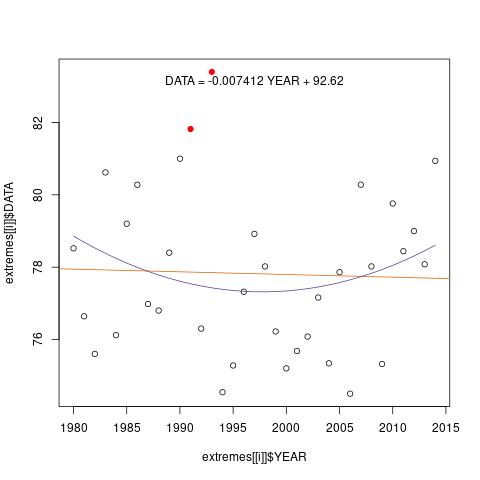 DATA = -0.007412 YEAR + 92.62
82
80
78
76
extremes[[i]]$DATA
1980 1985 1990 1995 2000 2005 2010 2015
extremes[[i]]$YEAR